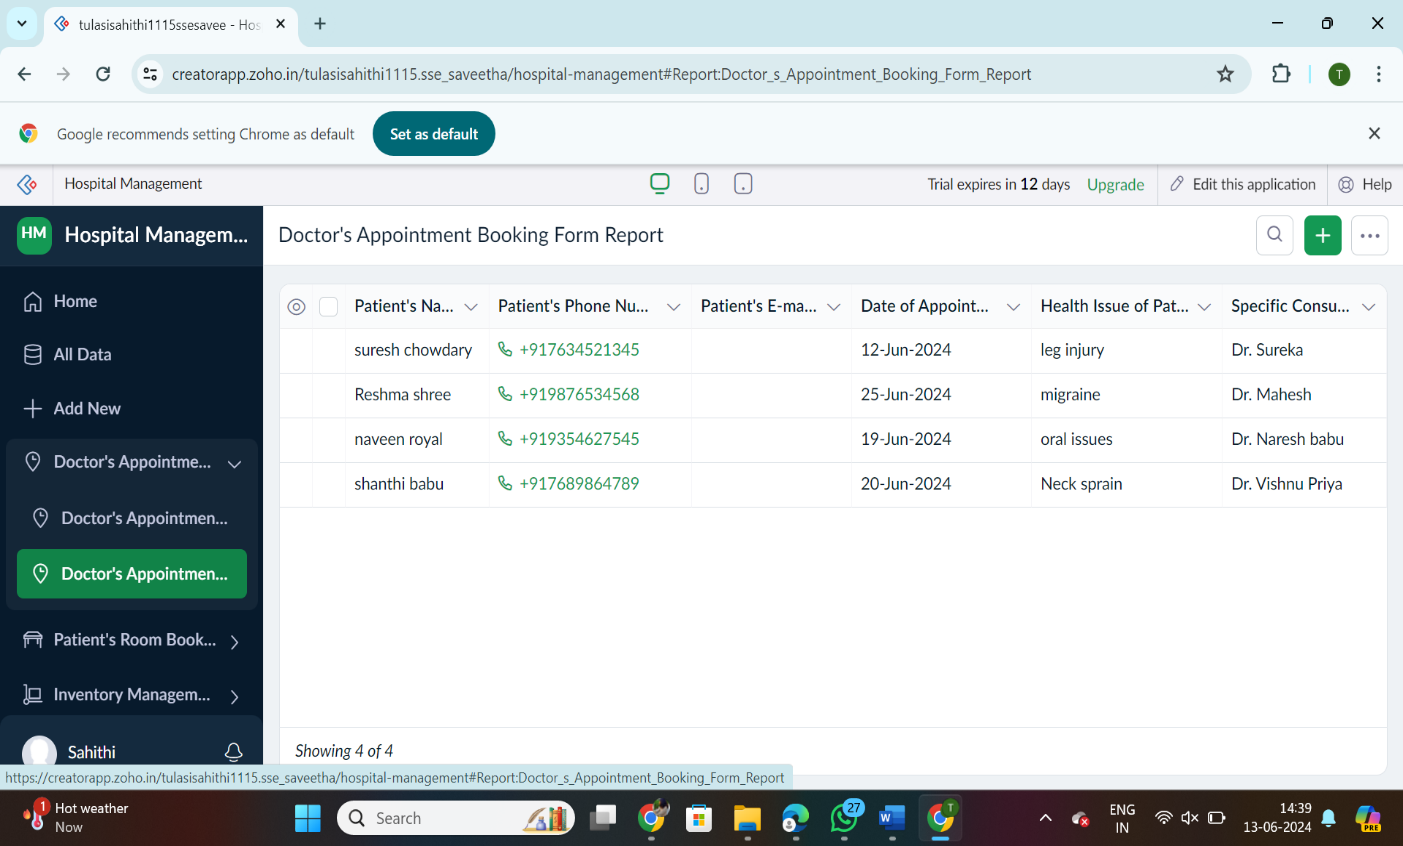 tulasisahithi1115ssesavee - Hos
creatorapp.zoho.in/tulasisahithi1115.sse_saveetha/hospital-management#Report:Doctor_s_Appointment_Booking_Form_Report
T
Google recommends setting Chrome as default
Set as default
Hospital Management
Trial expires in 12 days
Upgrade
Edit this application
Help
HM
Hospital Managem...
Doctor's Appointment Booking Form Report
Home
All Data
Add New
Doctor's Appointme...
Doctor's Appointmen...
Doctor's Appointmen...
Patient's Room Book...
Inventory Managem...
Sahithi
Patient's Na... Patient's Phone Nu... Patient's E-ma... Date of Appoint... Health Issue of Pat... Specific Consu...
suresh chowdary +917634521345 12-Jun-2024 leg injury Dr. Sureka
Reshma shree +919876534568 25-Jun-2024 migraine Dr. Mahesh
naveen royal +919354627545 19-Jun-2024 oral issues Dr. Naresh babu
shanthi babu +917689864789 20-Jun-2024 Neck sprain Dr. Vishnu Priya
Showing 4 of 4
https://creatorapp.zoho.in/tulasisahithi1115.sse_saveetha/hospital-management#Report:Doctor_s_Appointment_Booking_Form_Report
1
Hot weather
Now
Search
27
W
T
ENG
IN
14:39
13-06-2024
PRE